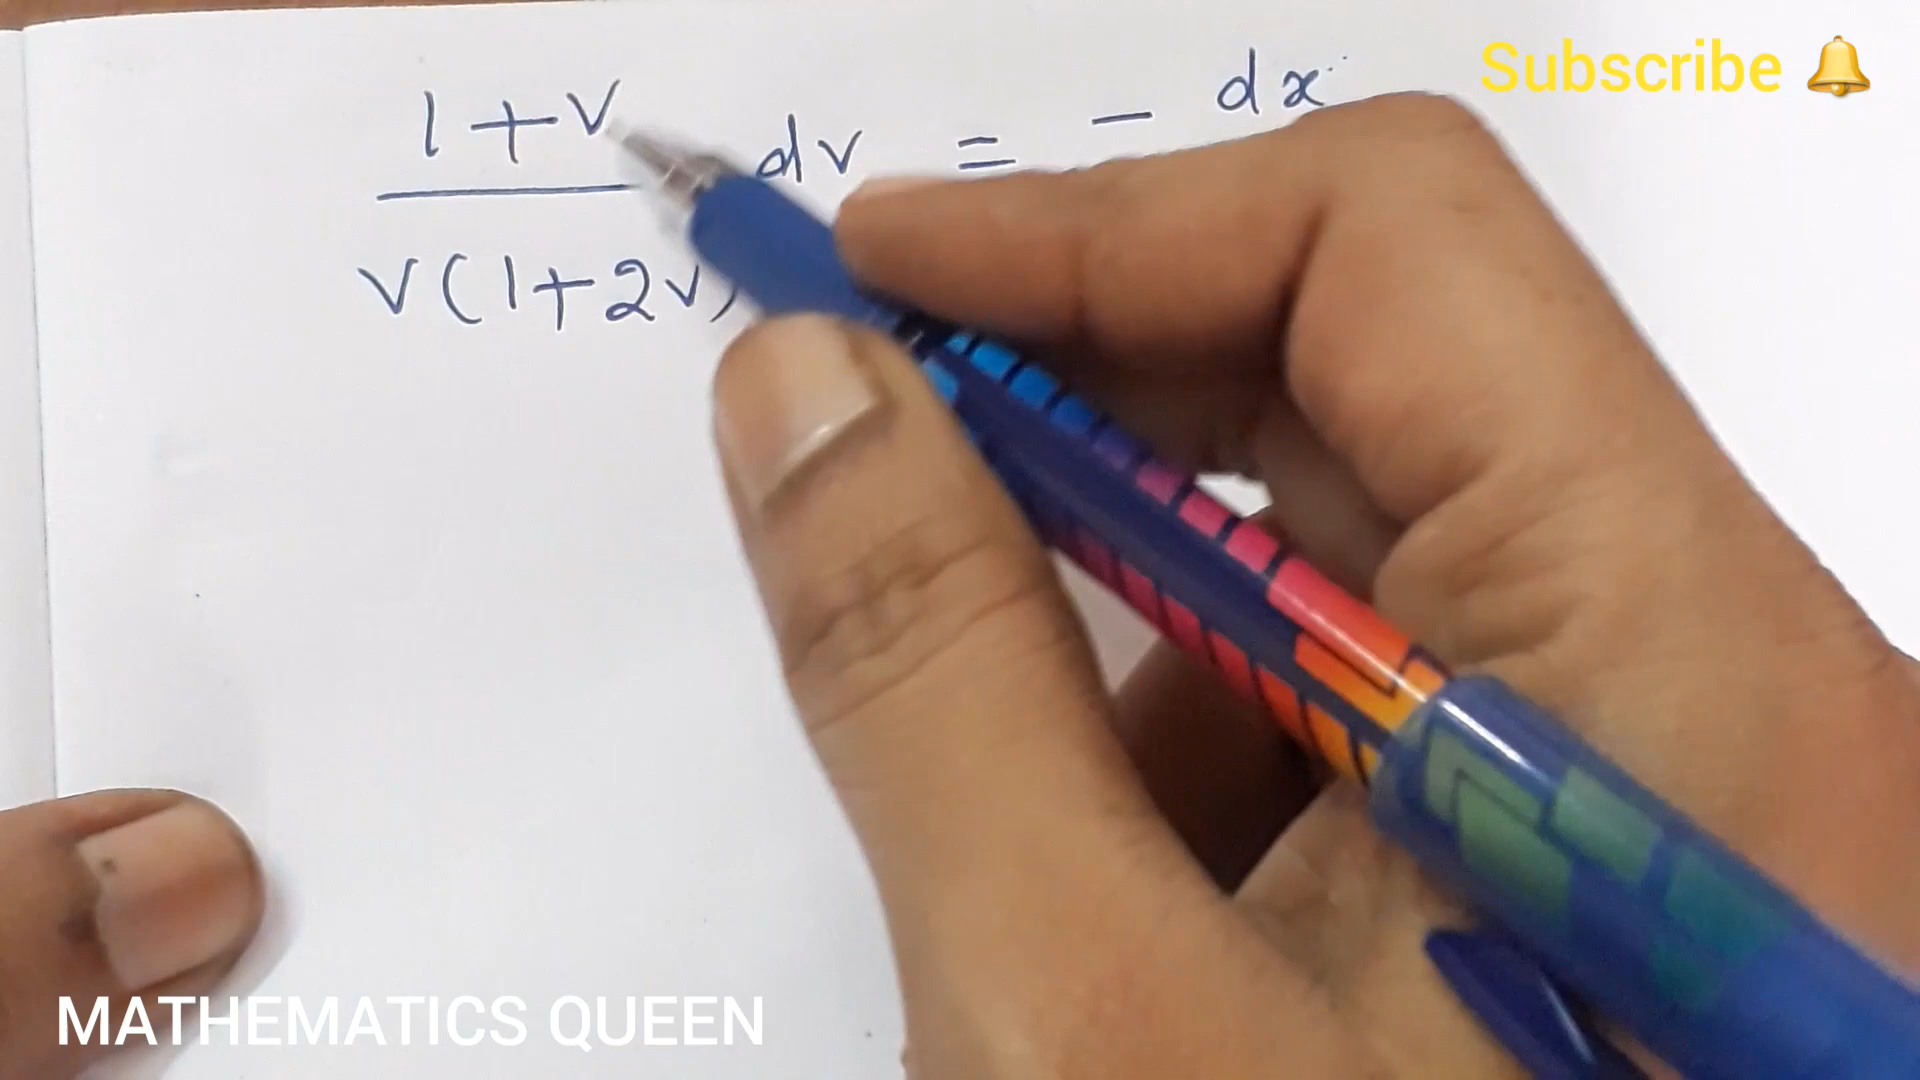 Subscribe 🔔
1+v dv = - dx
v(1+2v)
MATHEMATICS QUEEN